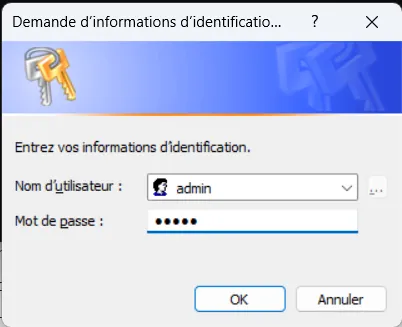 Demande d’informations d’identificatio... ? ×
Entrez vos informations d'identification.
Nom d'utilisateur : admin ...
Mot de passe : •••••
OK Annuler